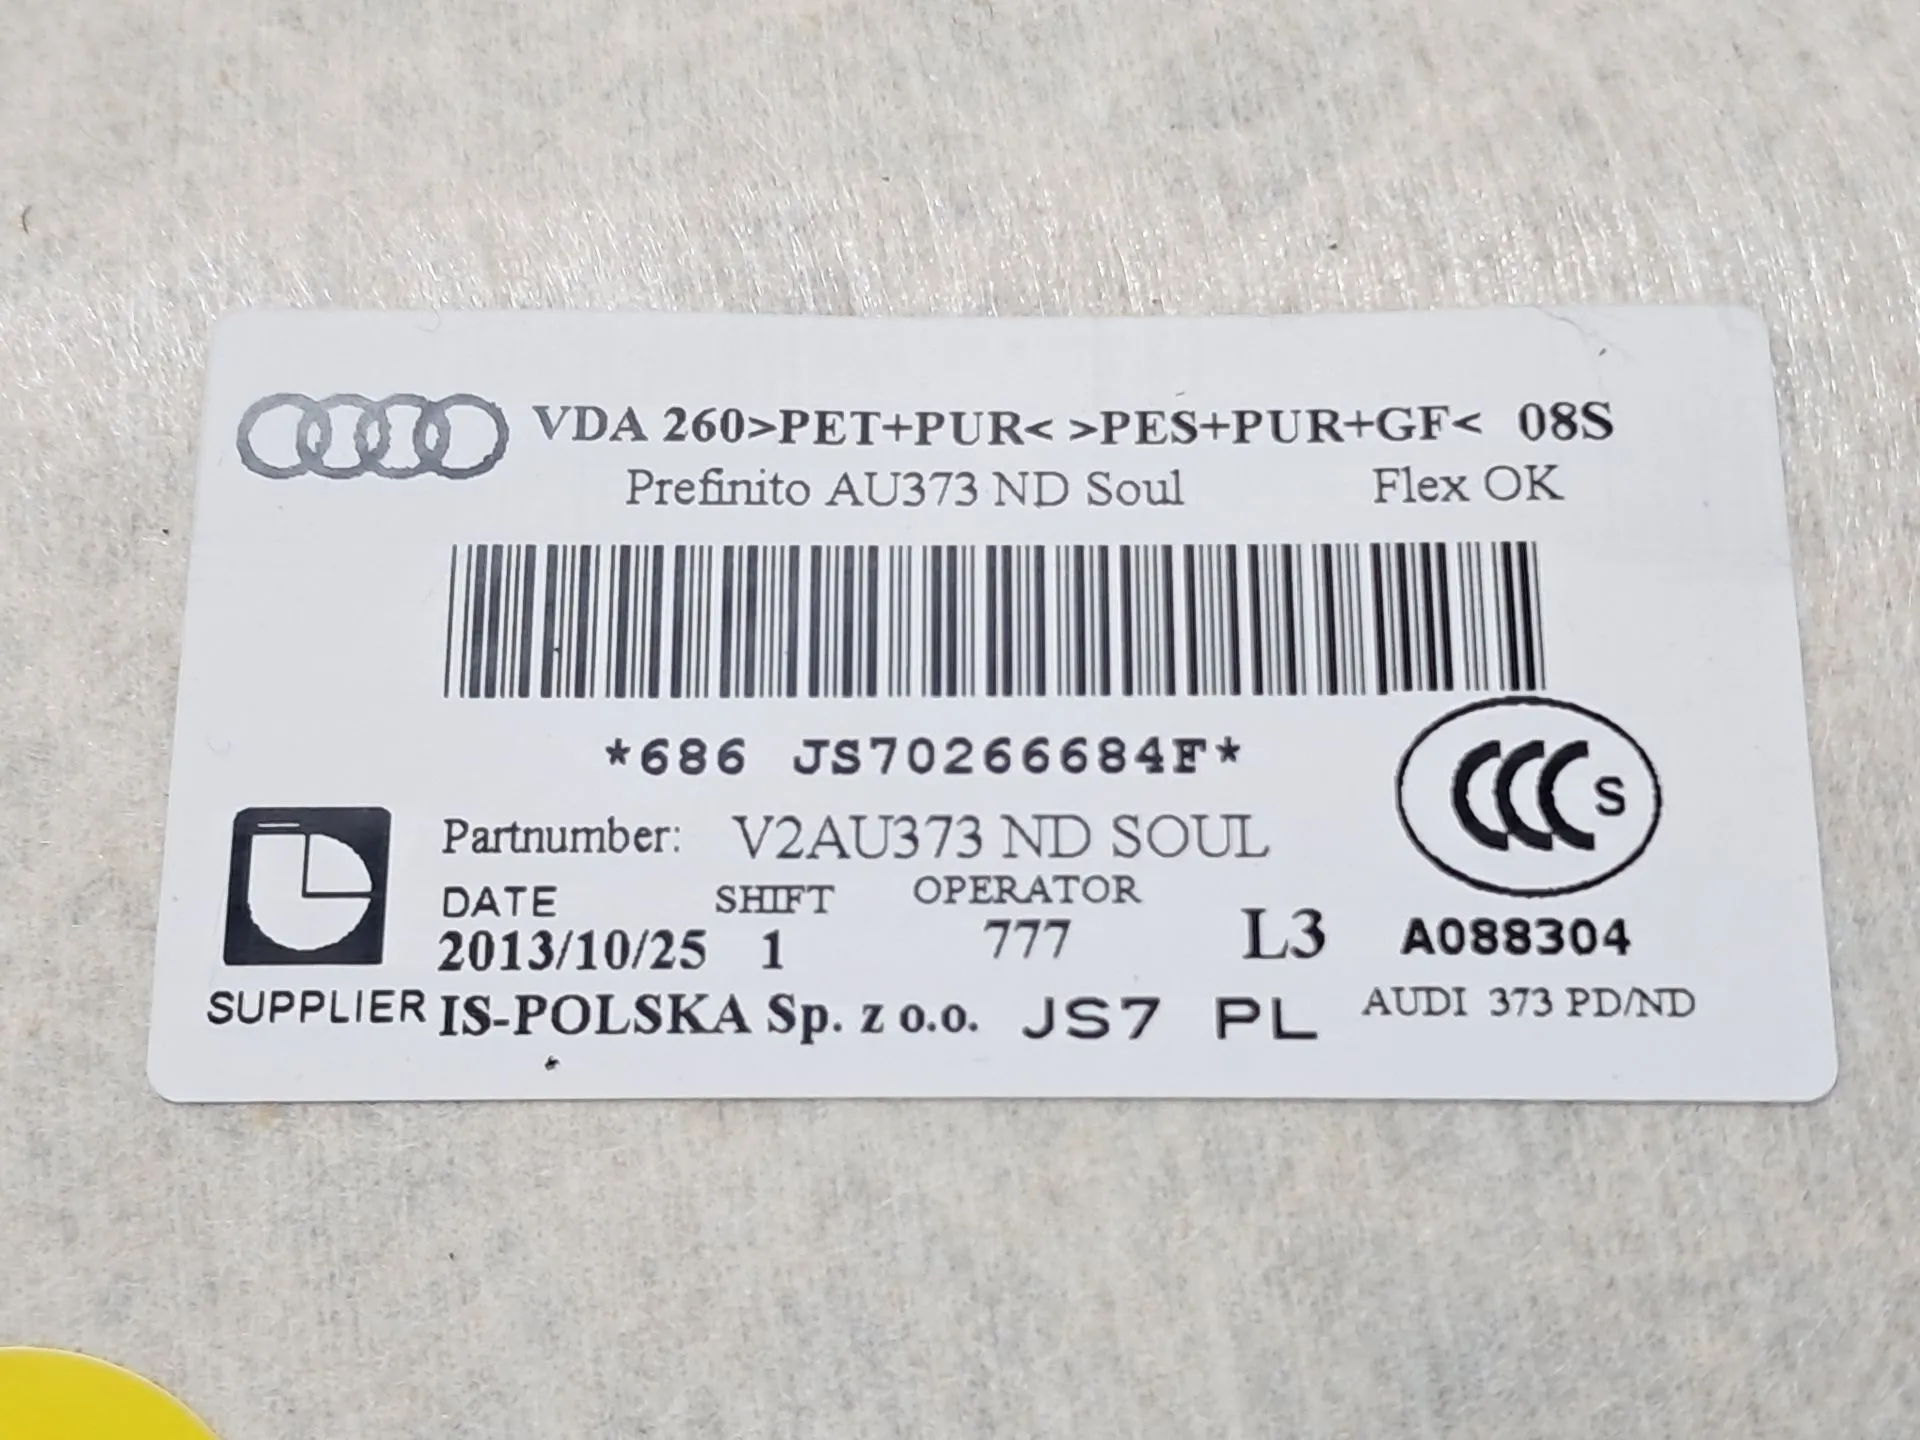 VDA 260>PET+PUR< >PES+PUR+GF< 08S
Prefinito AU373 ND Soul Flex OK
*686 JS70266684F*
CCC S
Partnumber: V2AU373 ND SOUL
DATE SHIFT OPERATOR
2013/10/25 1 777 L3 A088304
SUPPLIER IS-POLSKA Sp. z o.o. JS7 PL AUDI 373 PD/ND